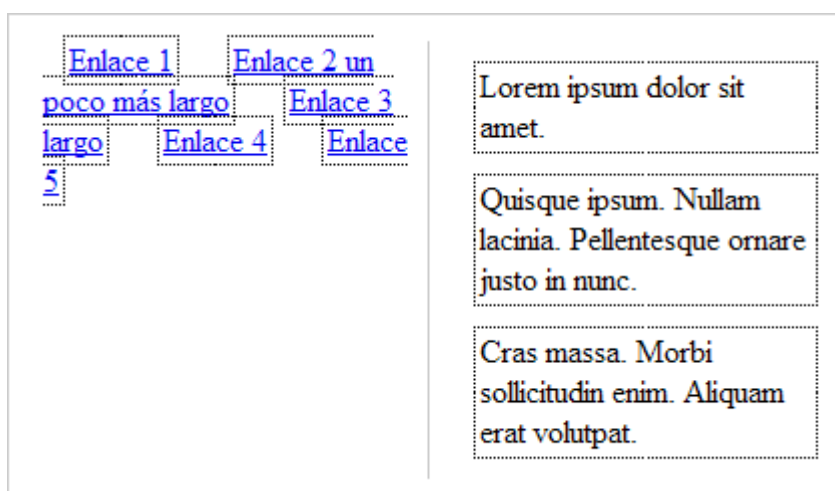 Enlace 1 Enlace 2 un
poco más largo Enlace 3
largo Enlace 4 Enlace
5
Lorem ipsum dolor sit
amet.
Quisque ipsum. Nullam
lacinia. Pellentesque ornare
justo in nunc.
Cras massa. Morbi
sollicitudin enim. Aliquam
erat volutpat.